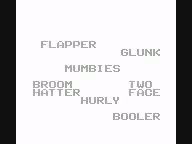 FLAPPER
GLUNK
MUMBIES
BROOM TWO
HATTER FACE
HURLY
BOOLER